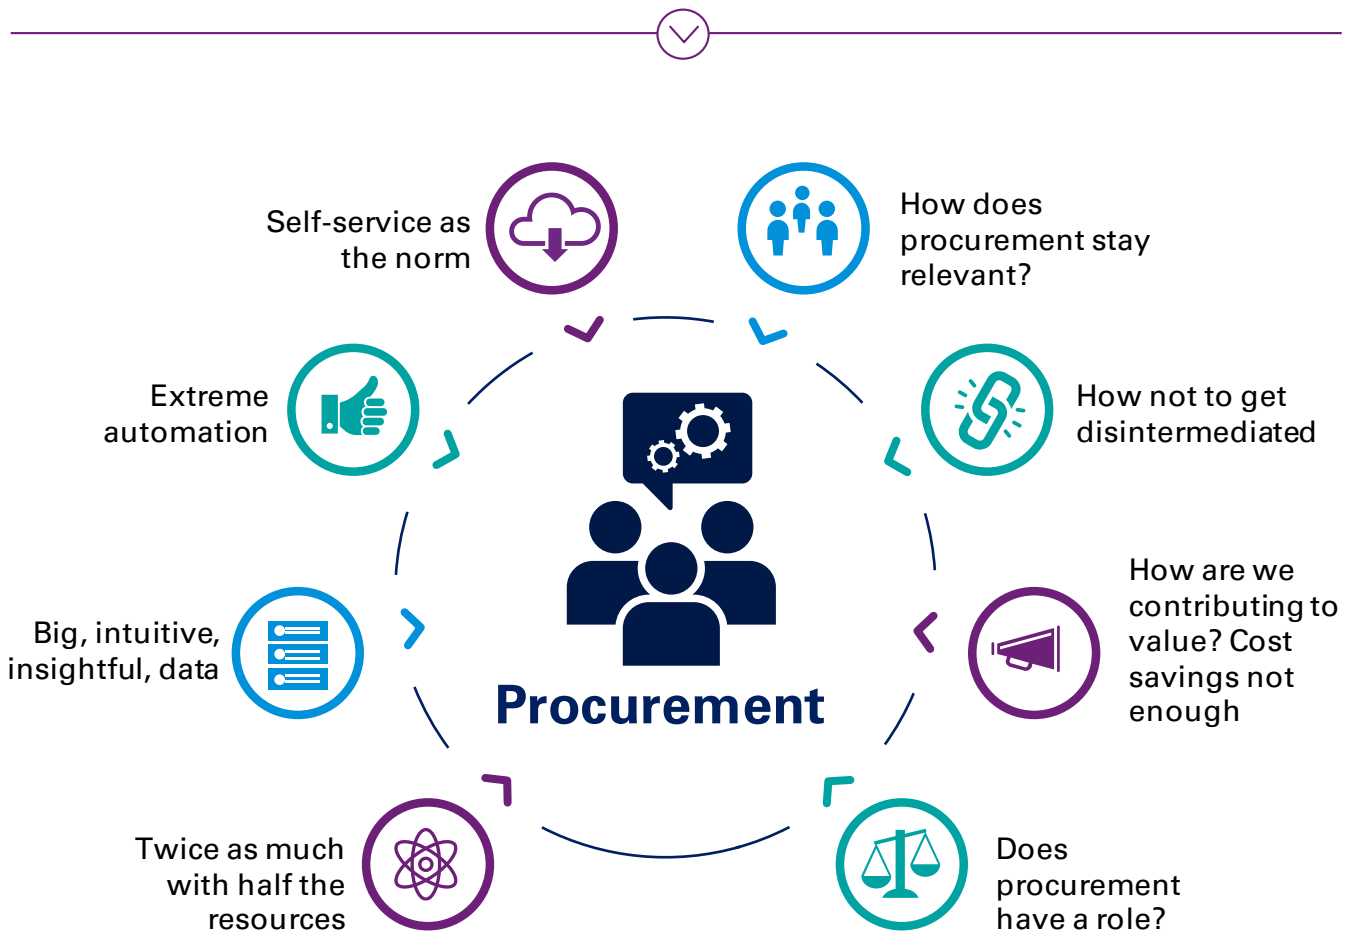 Self-service as
the norm
How does
procurement stay
relevant?
Extreme
automation
How not to get
disintermediated
Big, intuitive,
insightful, data
How are we
contributing to
value? Cost
savings not
enough
Procurement
Twice as much
with half the
resources
Does
procurement
have a role?